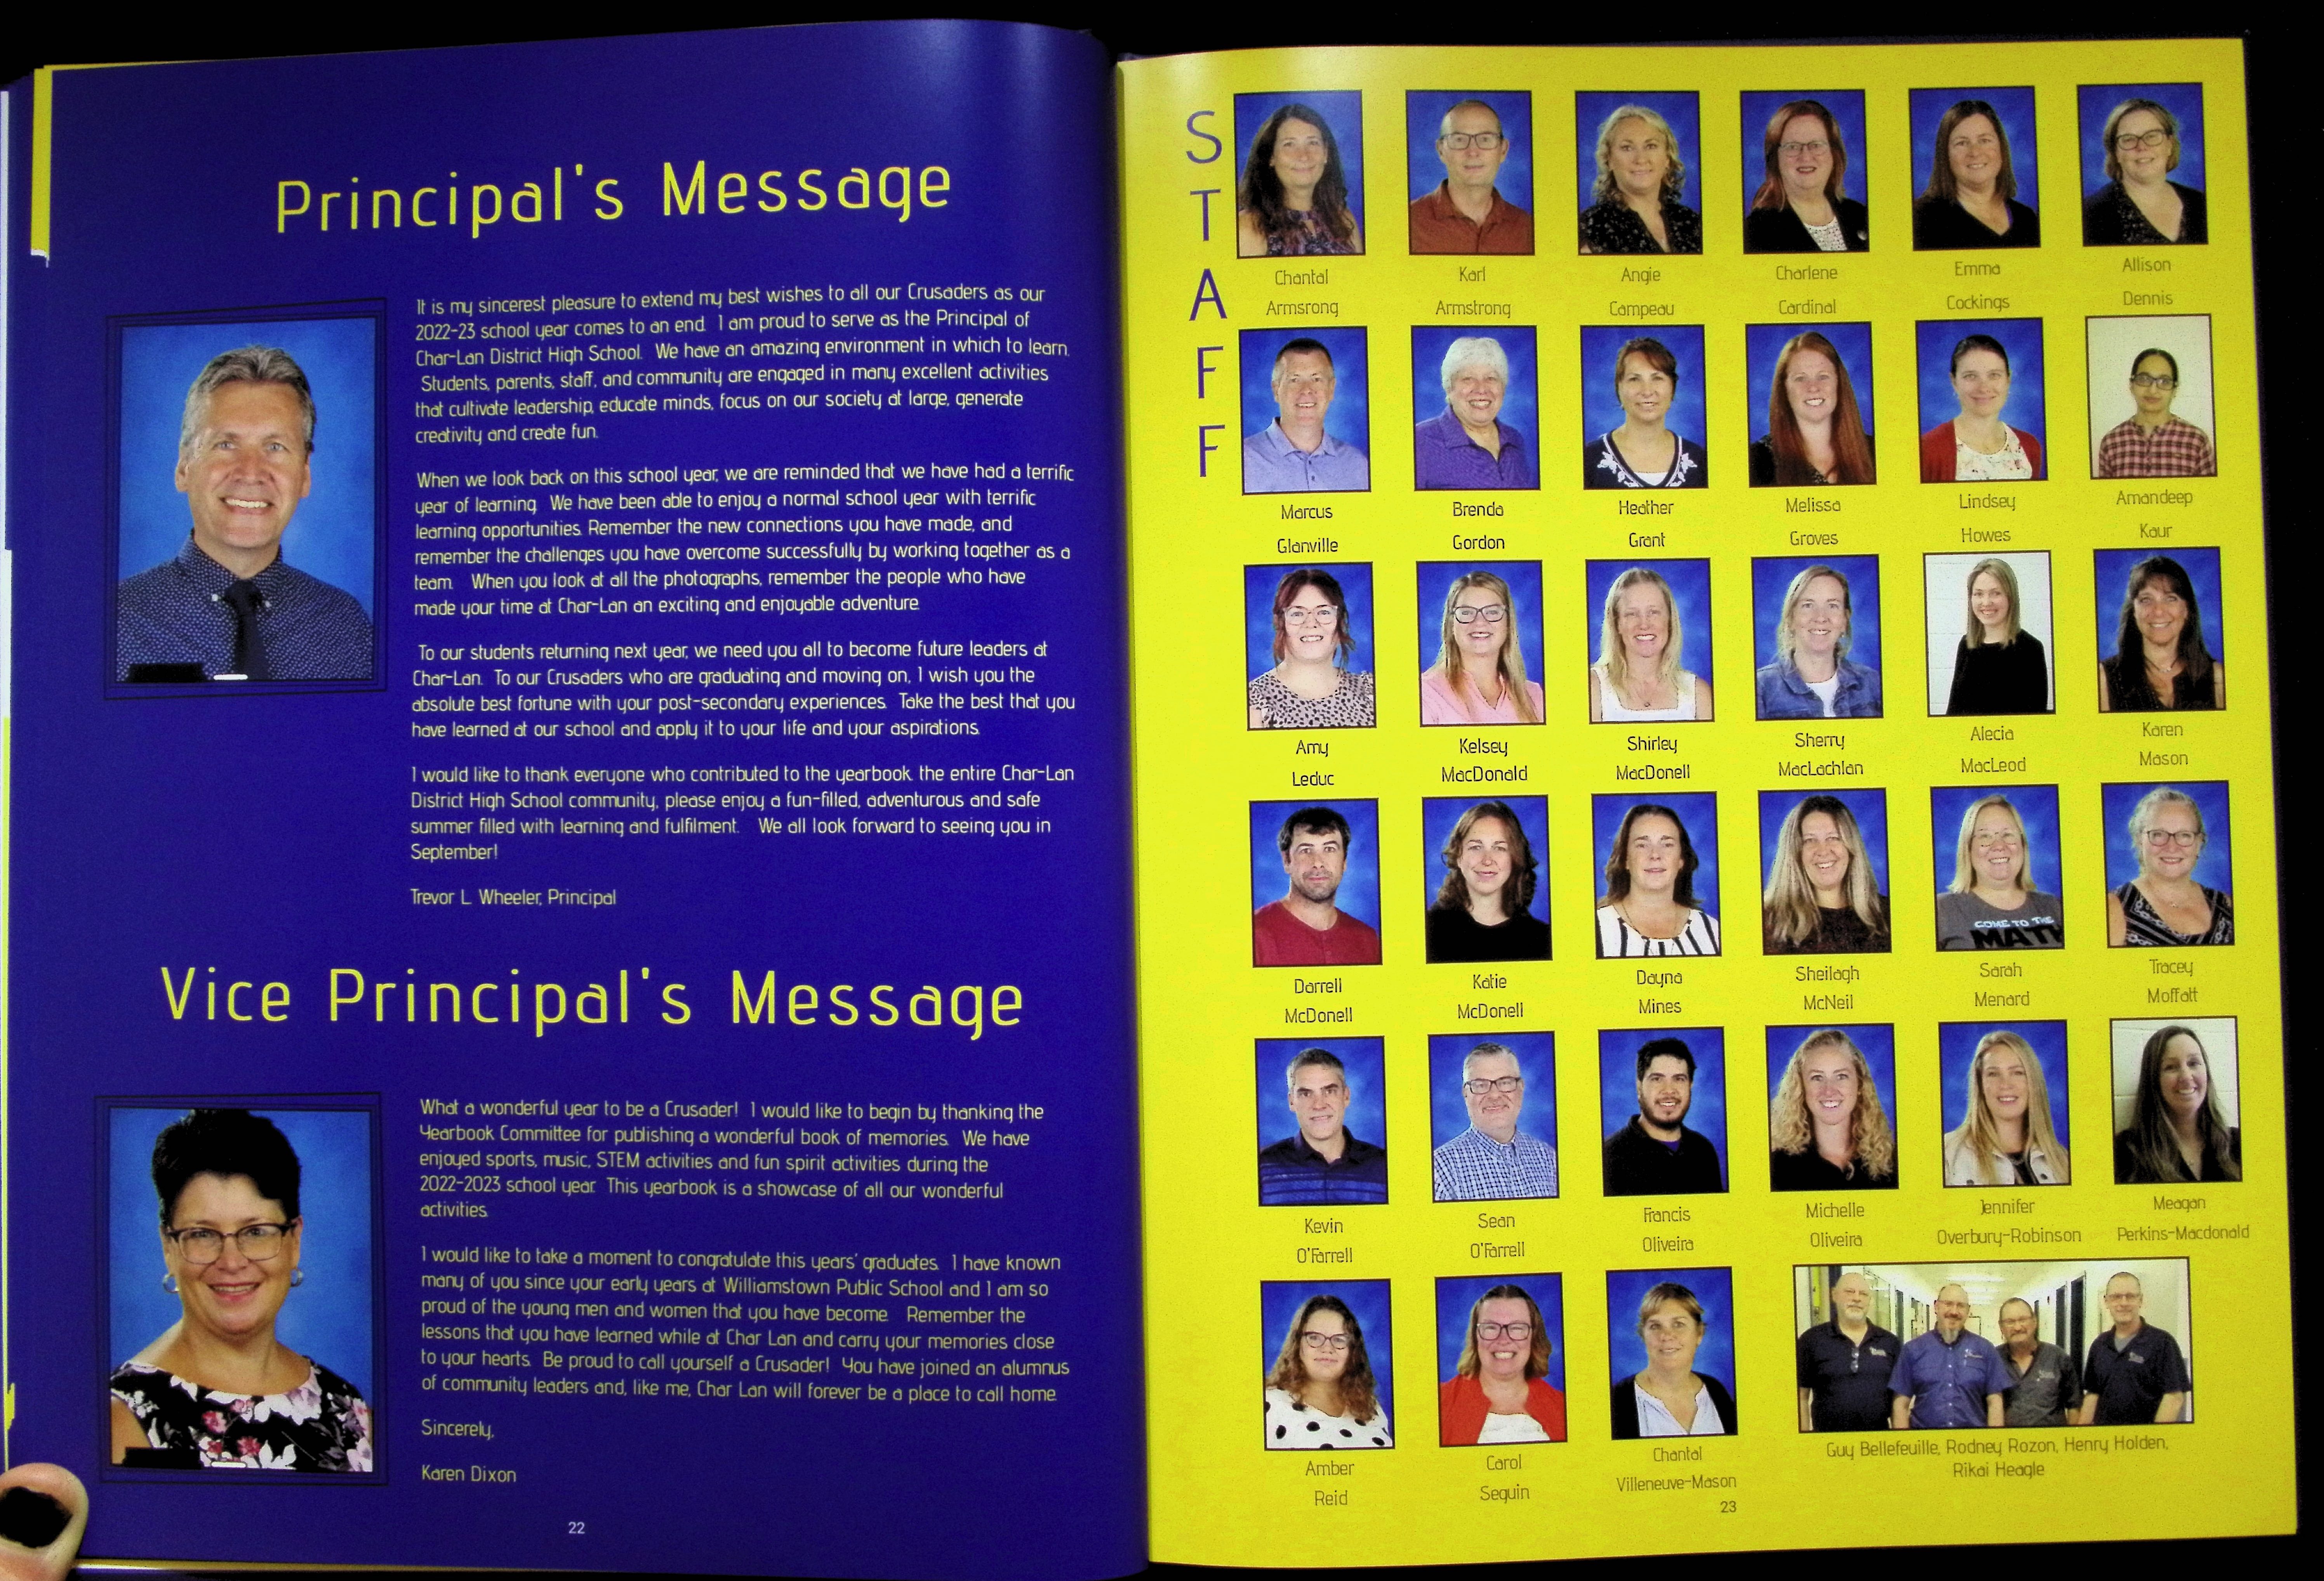 Principal's Message
It is my sincerest pleasure to extend my best wishes to all our Crusaders as our
2022-23 school year comes to an end. I am proud to serve as the Principal of
Char-Lan District High School. We have an amazing environment in which to learn.
Students, parents, staff, and community are engaged in many excellent activities
that cultivate leadership, educate minds, focus on our society at large, generate
creativity and create fun.
When we look back on this school year, we are reminded that we have had a terrific
year of learning. We have been able to enjoy a normal school year with terrific
learning opportunities. Remember the new connections you have made, and
remember the challenges you have overcome successfully by working together as a
team. When you look at all the photographs, remember the people who have
made your time at Char-Lan an exciting and enjoyable adventure.
To our students returning next year, we need you all to become future leaders at
Char-Lan. To our Crusaders who are graduating and moving on, I wish you the
absolute best fortune with your post-secondary experiences. Take the best that you
have learned at our school and apply it to your life and your aspirations.
I would like to thank everyone who contributed to the yearbook. the entire Char-Lan
District High School community, please enjoy a fun-filled, adventurous and safe
summer filled with learning and fulfilment. We all look forward to seeing you in
September!
Trevor L. Wheeler, Principal
Vice Principal's Message
What a wonderful year to be a Crusader! I would like to begin by thanking the
Yearbook Committee for publishing a wonderful book of memories. We have
enjoyed sports, music, STEM activities and fun spirit activities during the
2022-2023 school year. This yearbook is a showcase of all our wonderful
activities.
I would like to take a moment to congratulate this years' graduates. I have known
many of you since your early years at Williamstown Public School and I am so
proud of the young men and women that you have become. Remember the
lessons that you have learned while at Char Lan and carry your memories close
to your hearts. Be proud to call yourself a Crusader! You have joined an alumnus
of community leaders and, like me, Char Lan will forever be a place to call home.
Sincerely,
Karen Dixon
22
STAFF
Chantal
Armsrong
Karl
Armstrong
Angie
Campeau
Charlene
Cardinal
Emma
Cockings
Allison
Dennis
Marcus
Glanville
Brenda
Gordon
Heather
Grant
Melissa
Groves
Lindsey
Howes
Amandeep
Kaur
Amy
Leduc
Kelsey
MacDonald
Shirley
MacDonell
Sherry
MacLachlan
Alecia
MacLeod
Karen
Mason
COME TO THE
MATH
Darrell
McDonell
Katie
McDonell
Dayna
Mines
Sheilagh
McNeil
Sarah
Menard
Tracey
Moffatt
Kevin
O'Farrell
Sean
O'Farrell
Francis
Oliveira
Michelle
Oliveira
Jennifer
Overbury-Robinson
Meagan
Perkins-Macdonald
Amber
Reid
Carol
Seguin
Chantal
Villeneuve-Mason
Guy Bellefeuille, Rodney Rozon, Henry Holden,
Rikai Heagle
23